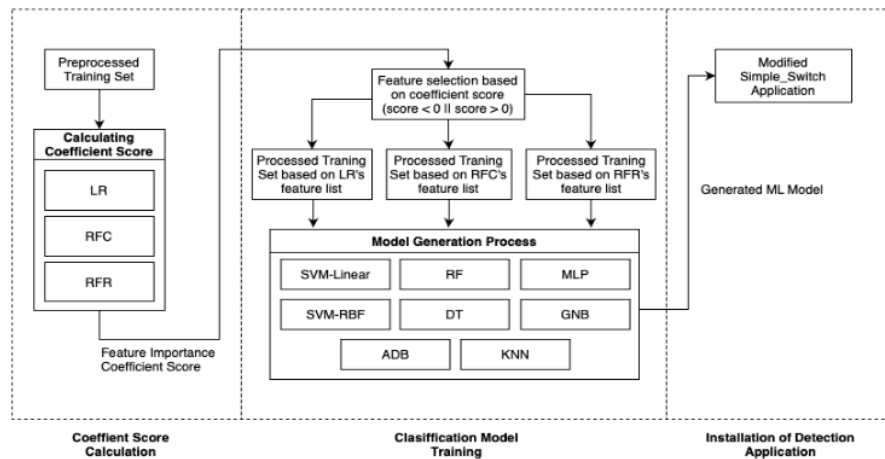 Preprocessed
Training Set
Calculating
Coefficient Score
LR
RFC
RFR
Feature Importance
Coefficient Score
Feature selection based
on coefficient score
(score < 0 || score > 0)
Processed Traning
Set based on LR's
feature list
Processed Traning
Set based on RFC's
feature list
Processed Traning
Set based on RFR's
feature list
Model Generation Process
SVM-Linear
RF
MLP
SVM-RBF
DT
GNB
ADB
KNN
Modified
Simple_Switch
Application
Generated ML Model
Coeffient Score
Calculation
Clasiffication Model
Training
Installation of Detection
Application